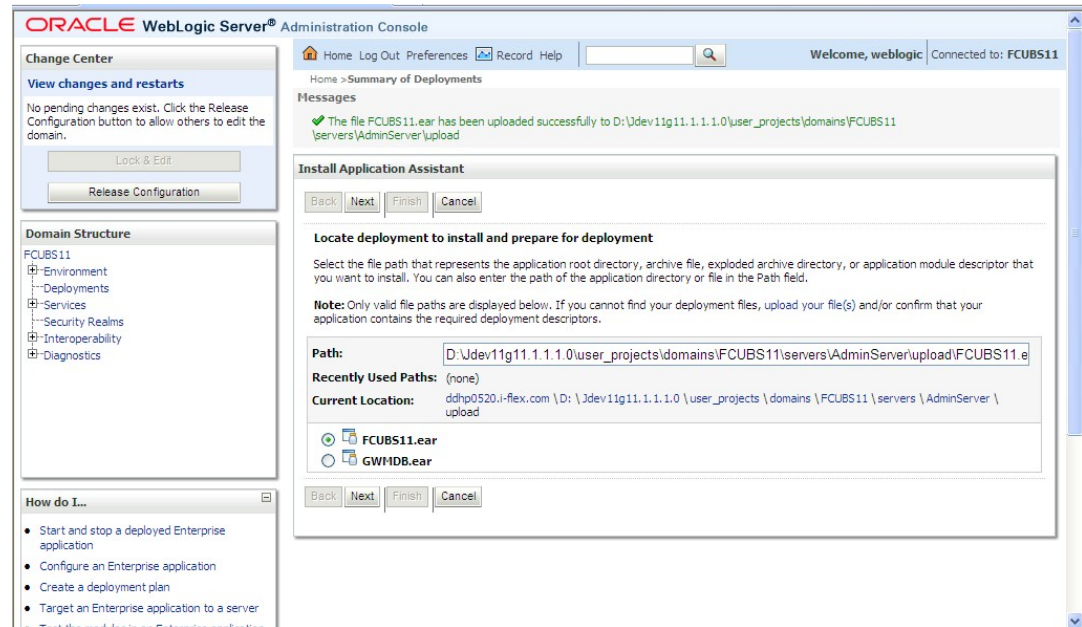 ORACLE WebLogic Server® Administration Console
Change Center
View changes and restarts
No pending changes exist. Click the Release
Configuration button to allow others to edit the
domain.
Lock & Edit
Release Configuration
Domain Structure
FCUBS11
Environment
Deployments
Services
Security Realms
Interoperability
Diagnostics
How do I...
Start and stop a deployed Enterprise
application
Configure an Enterprise application
Create a deployment plan
Target an Enterprise application to a server
Test the modules in an Enterprise application
Home Log Out Preferences Record Help
Welcome, weblogic Connected to: FCUBS11
Home >Summary of Deployments
Messages
The file FCUBS11.ear has been uploaded successfully to D:\Jdev11g11.1.1.1.0\user_projects\domains\FCUBS11
\servers\AdminServer\upload
Install Application Assistant
Back Next Finish Cancel
Locate deployment to install and prepare for deployment
Select the file path that represents the application root directory, archive file, exploded archive directory, or application module descriptor that
you want to install. You can also enter the path of the application directory or file in the Path field.
Note: Only valid file paths are displayed below. If you cannot find your deployment files, upload your file(s) and/or confirm that your
application contains the required deployment descriptors.
Path: D:\Jdev11g11.1.1.1.0\user_projects\domains\FCUBS11\servers\AdminServer\upload\FCUBS11.e
Recently Used Paths: (none)
Current Location: ddhp0520.i-flex.com \D: \Jdev11g11.1.1.1.0 \user_projects \domains \FCUBS11 \servers \AdminServer \
upload
FCUBS11.ear
GWMDB.ear
Back Next Finish Cancel